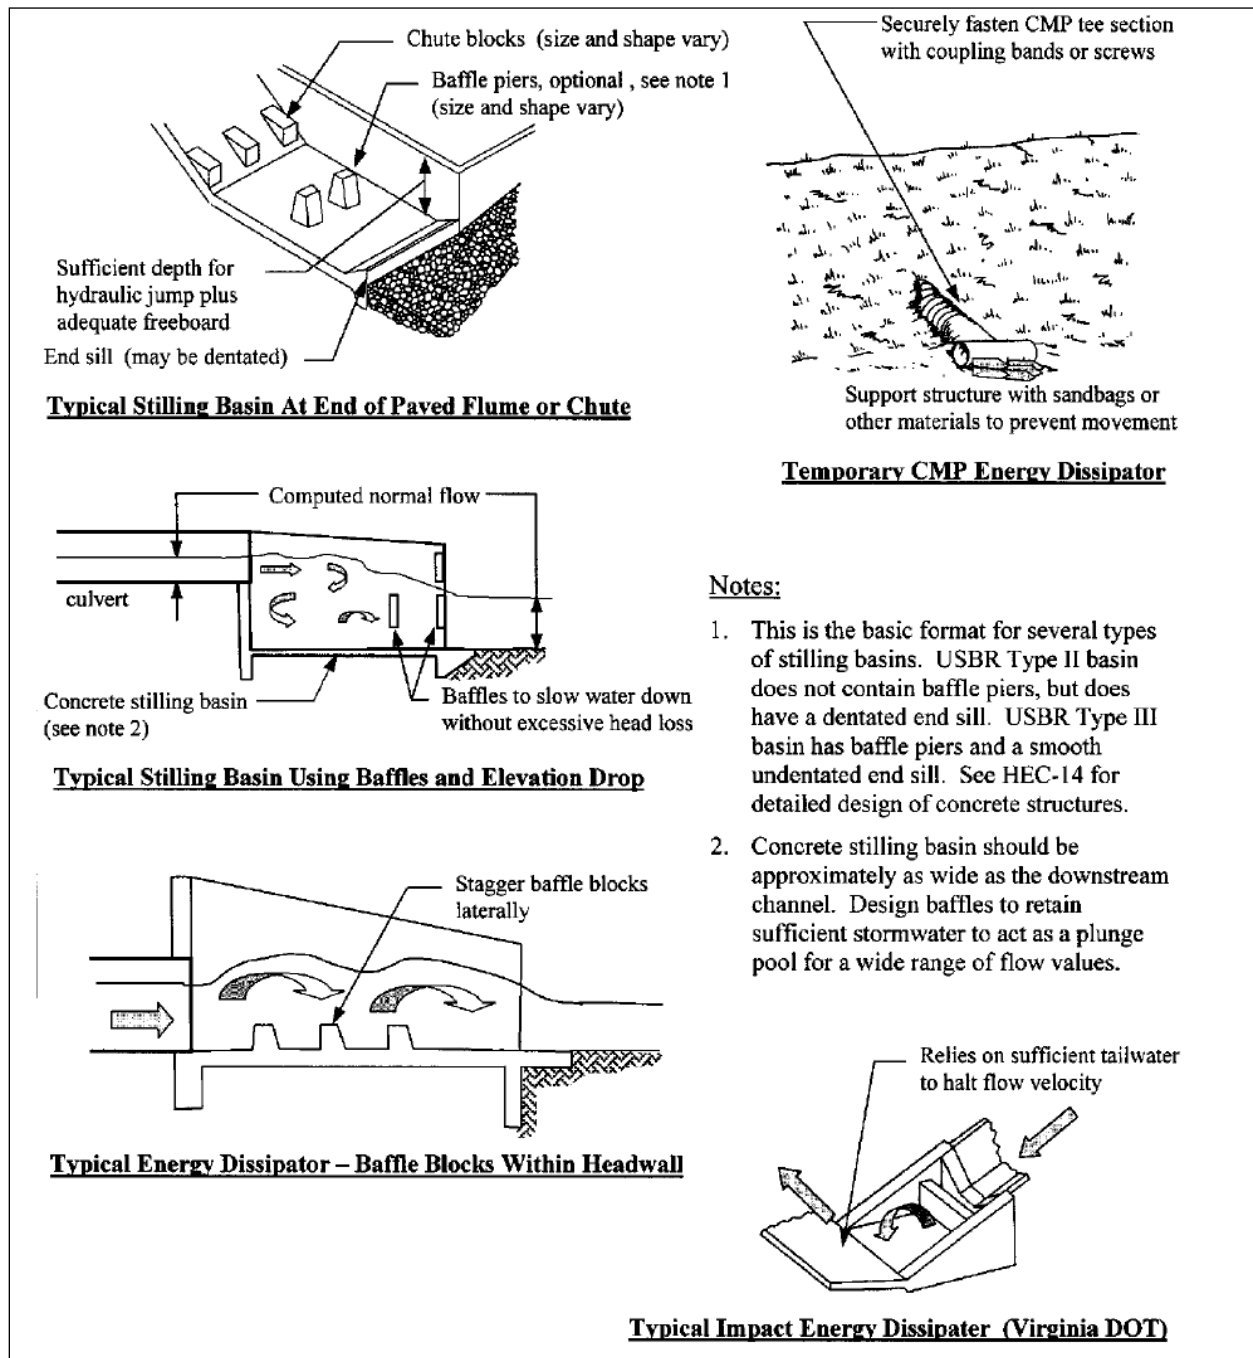 Chute blocks (size and shape vary)
Baffle piers, optional , see note 1
(size and shape vary)
Sufficient depth for
hydraulic jump plus
adequate freeboard
End sill (may be dentated)
Typical Stilling Basin At End of Paved Flume or Chute
Securely fasten CMP tee section
with coupling bands or screws
Support structure with sandbags or
other materials to prevent movement
Temporary CMP Energy Dissipator
Computed normal flow
culvert
Concrete stilling basin
(see note 2)
Baffles to slow water down
without excessive head loss
Typical Stilling Basin Using Baffles and Elevation Drop
Notes:
1. This is the basic format for several types
of stilling basins. USBR Type II basin
does not contain baffle piers, but does
have a dentated end sill. USBR Type III
basin has baffle piers and a smooth
undentated end sill. See HEC-14 for
detailed design of concrete structures.
2. Concrete stilling basin should be
approximately as wide as the downstream
channel. Design baffles to retain
sufficient stormwater to act as a plunge
pool for a wide range of flow values.
Stagger baffle blocks
laterally
Typical Energy Dissipator – Baffle Blocks Within Headwall
Relies on sufficient tailwater
to halt flow velocity
Typical Impact Energy Dissipater (Virginia DOT)